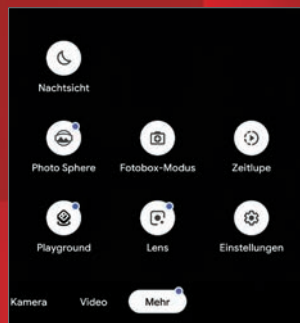 Nachtsicht
Photo Sphere Fotobox-Modus Zeitlupe
Playground Lens Einstellungen
Kamera Video Mehr